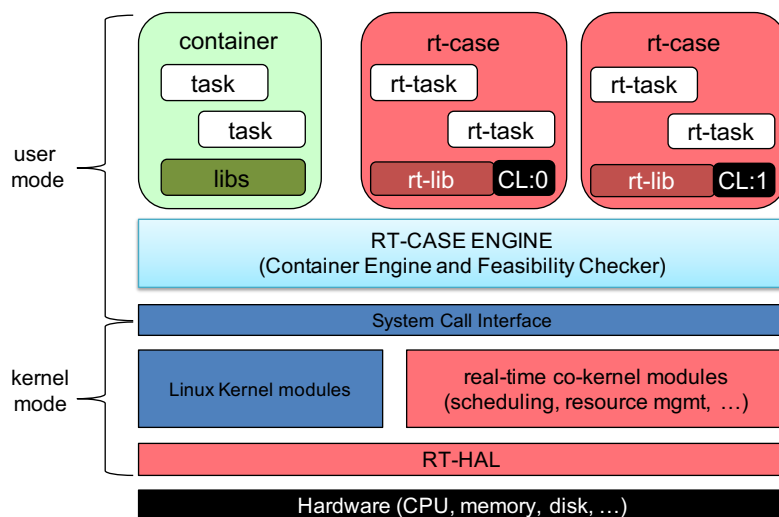 container
rt-case
rt-case
task
rt-task
rt-task
task
rt-task
rt-task
libs
rt-lib
CL:0
rt-lib
CL:1
user
mode
RT-CASE ENGINE
(Container Engine and Feasibility Checker)
System Call Interface
kernel
mode
Linux Kernel modules
real-time co-kernel modules
(scheduling, resource mgmt, …)
RT-HAL
Hardware (CPU, memory, disk, …)